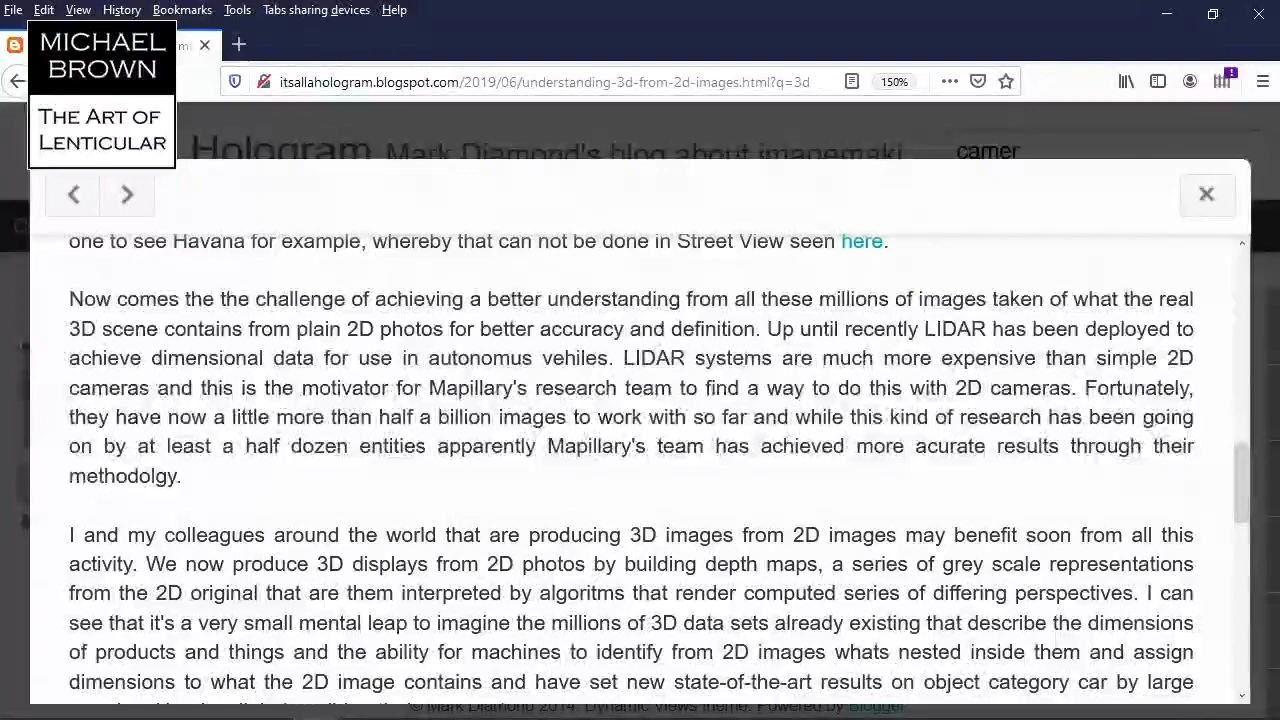 File Edit View History Bookmarks Tools Tabs sharing devices Help
MICHAEL
BROWN
THE ART OF
LENTICULAR
itsallahologram.blogspot.com/2019/06/understanding-3d-from-2d-images.html?q=3d
150%
1
Hologram Mark Diamond's blog about imagemaki
camer
one to see Havana for example, whereby that can not be done in Street View seen here.
Now comes the the challenge of achieving a better understanding from all these millions of images taken of what the real
3D scene contains from plain 2D photos for better accuracy and definition. Up until recently LIDAR has been deployed to
achieve dimensional data for use in autonomus vehiles. LIDAR systems are much more expensive than simple 2D
cameras and this is the motivator for Mapillary's research team to find a way to do this with 2D cameras. Fortunately,
they have now a little more than half a billion images to work with so far and while this kind of research has been going
on by at least a half dozen entities apparently Mapillary's team has achieved more acurate results through their
methodolgy.
I and my colleagues around the world that are producing 3D images from 2D images may benefit soon from all this
activity. We now produce 3D displays from 2D photos by building depth maps, a series of grey scale representations
from the 2D original that are them interpreted by algoritms that render computed series of differing perspectives. I can
see that it's a very small mental leap to imagine the millions of 3D data sets already existing that describe the dimensions
of products and things and the ability for machines to identify from 2D images whats nested inside them and assign
dimensions to what the 2D image contains and have set new state-of-the-art results on object category car by large
© Mark Diamond 2014. Dynamic Views theme. Powered by Blogger.